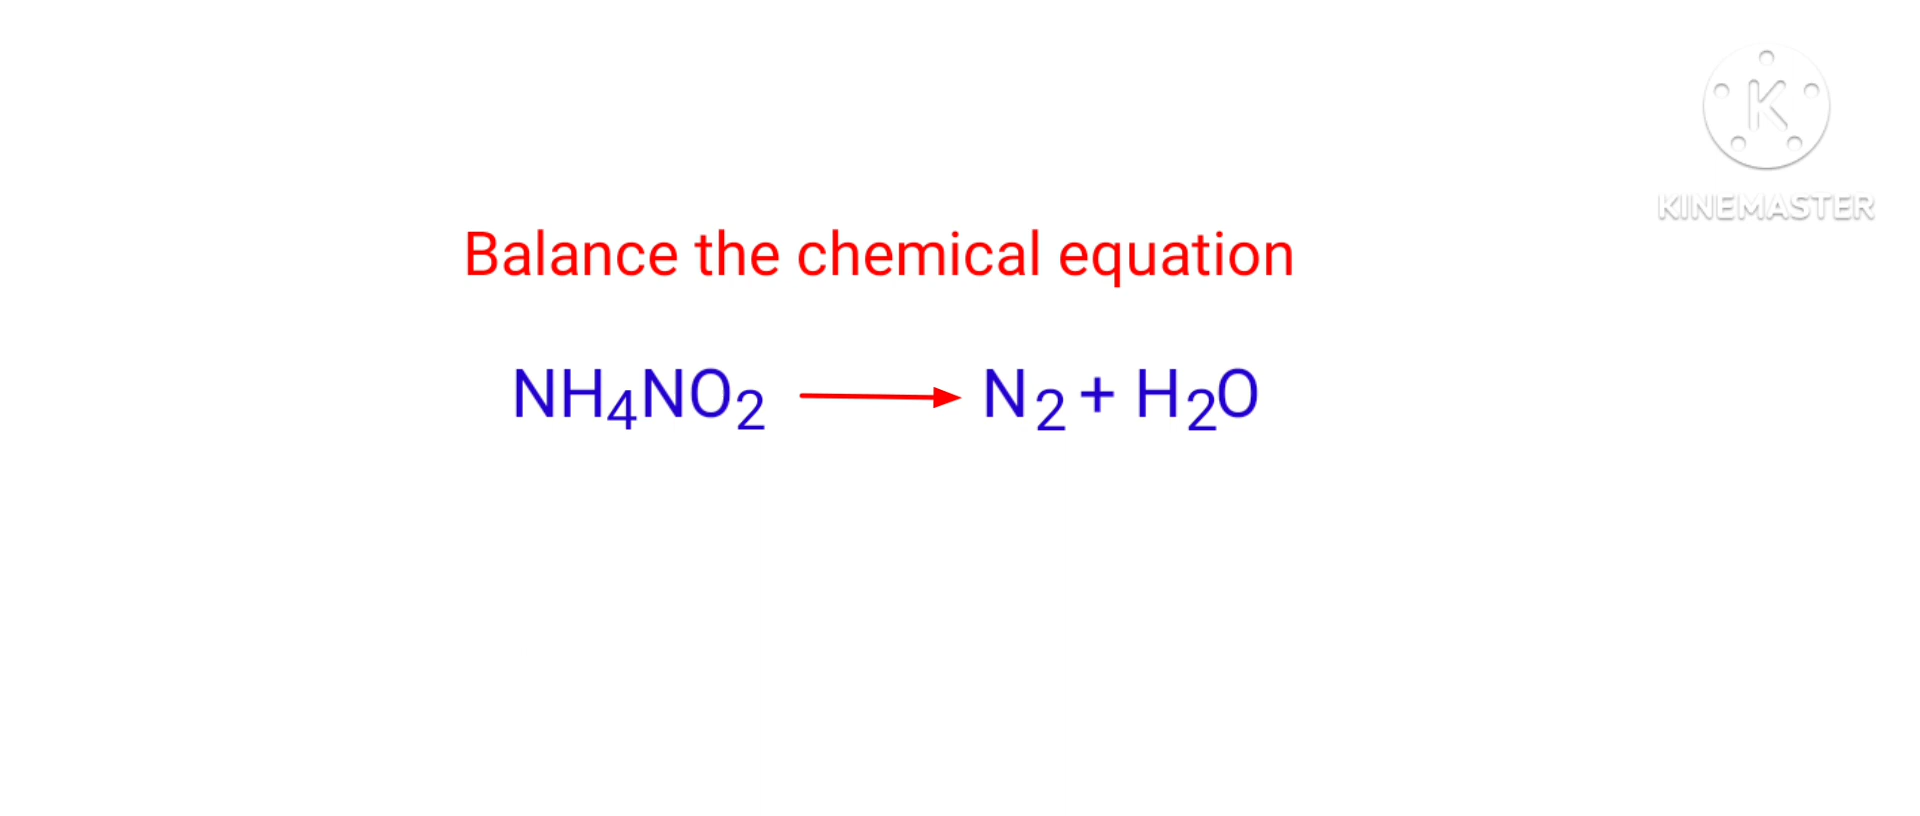 K
KINEMASTER
Balance the chemical equation
NH₄NO₂ → N₂ + H₂O